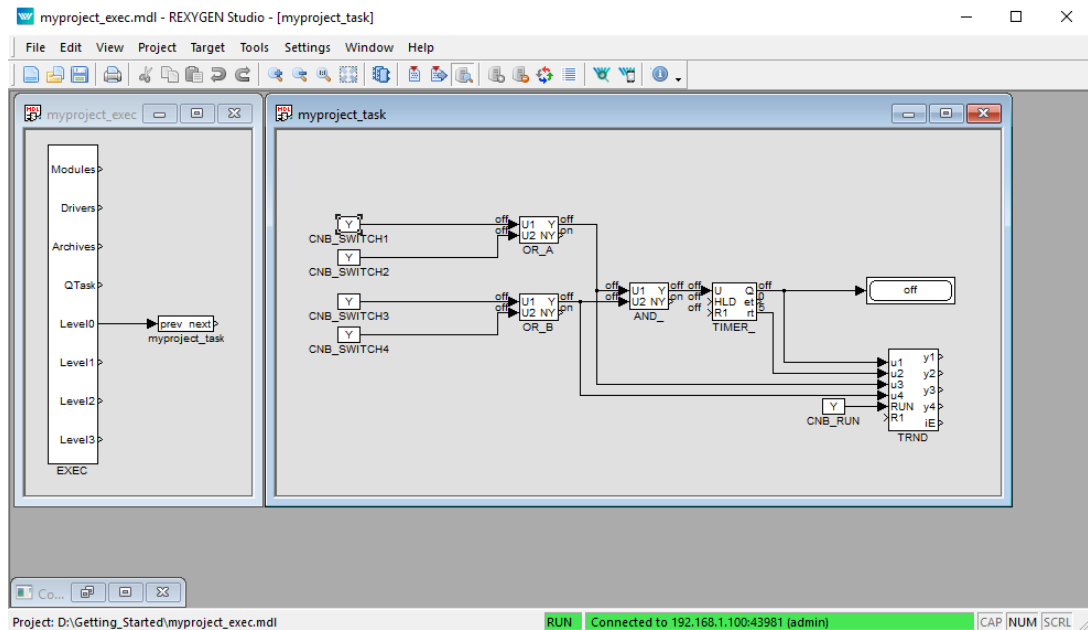 myproject_exec.mdl - REXYGEN Studio - [myproject_task]
File Edit View Project Target Tools Settings Window Help
myproject_exec
Modules
Drivers
Archives
QTask
Level0
prev next
myproject_task
Level1
Level2
Level3
EXEC
myproject_task
Y
CNB_SWITCH1
Y
CNB_SWITCH2
off U1 Y off
off U2 NY on
OR_A
Y
CNB_SWITCH3
Y
CNB_SWITCH4
off U1 Y off
off U2 NY on
OR_B
off U1 Y off
off U2 NY on
AND_
off U Q off
off HLD et 0
off R1 rt 5
TIMER_
off
u1 y1
u2 y2
u3 y3
u4
RUN y4
R1 iE
TRND
Y
CNB_RUN
Co...
Project: D:\Getting_Started\myproject_exec.mdl RUN Connected to 192.168.1.100:43981 (admin) CAP NUM SCRL